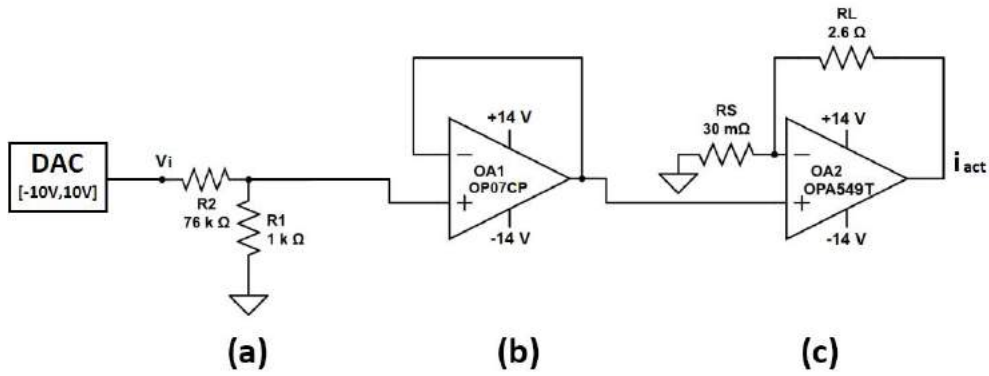 DAC
[-10V,10V]
Vi
R2
76 k Ω
R1
1 k Ω
+14 V
−
OA1
OP07CP
+
-14 V
RS
30 mΩ
RL
2.6 Ω
+14 V
−
OA2
OPA549T
+
-14 V
i act
(a)
(b)
(c)